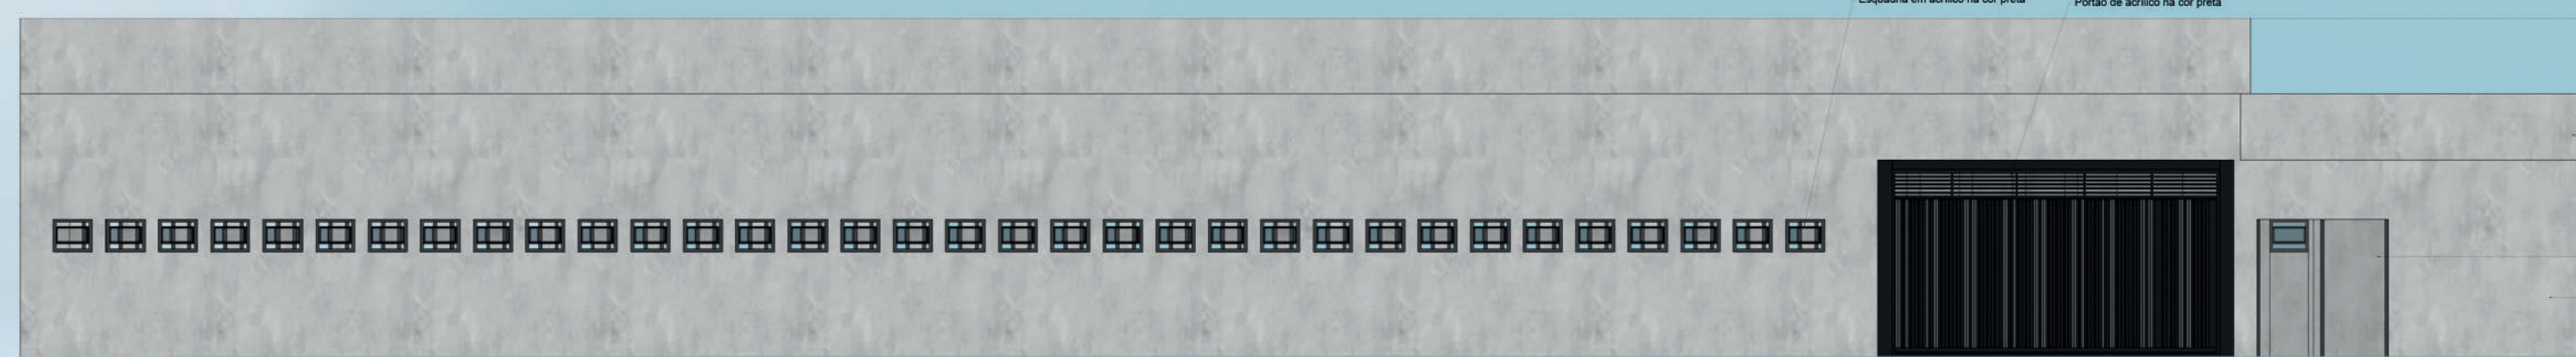 Esquadria em acrílico na cor preta
Portão de acrílico na cor preta